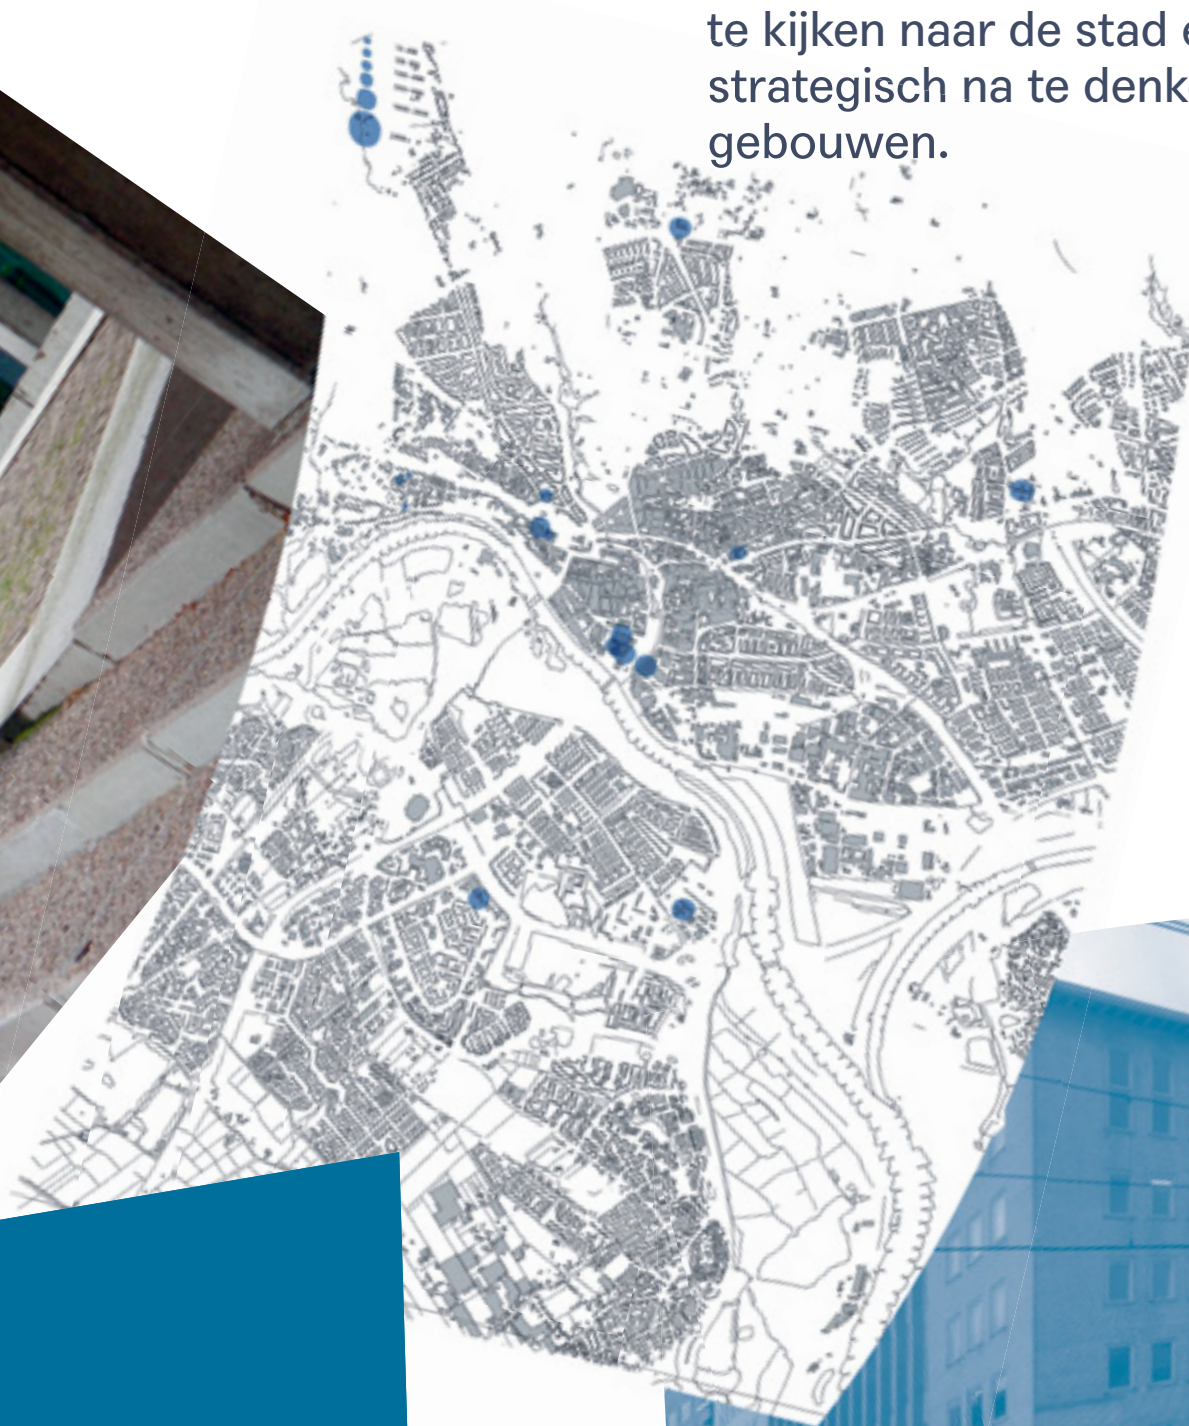 te kijken naar de stad e
strategisch na te denk
gebouwen.